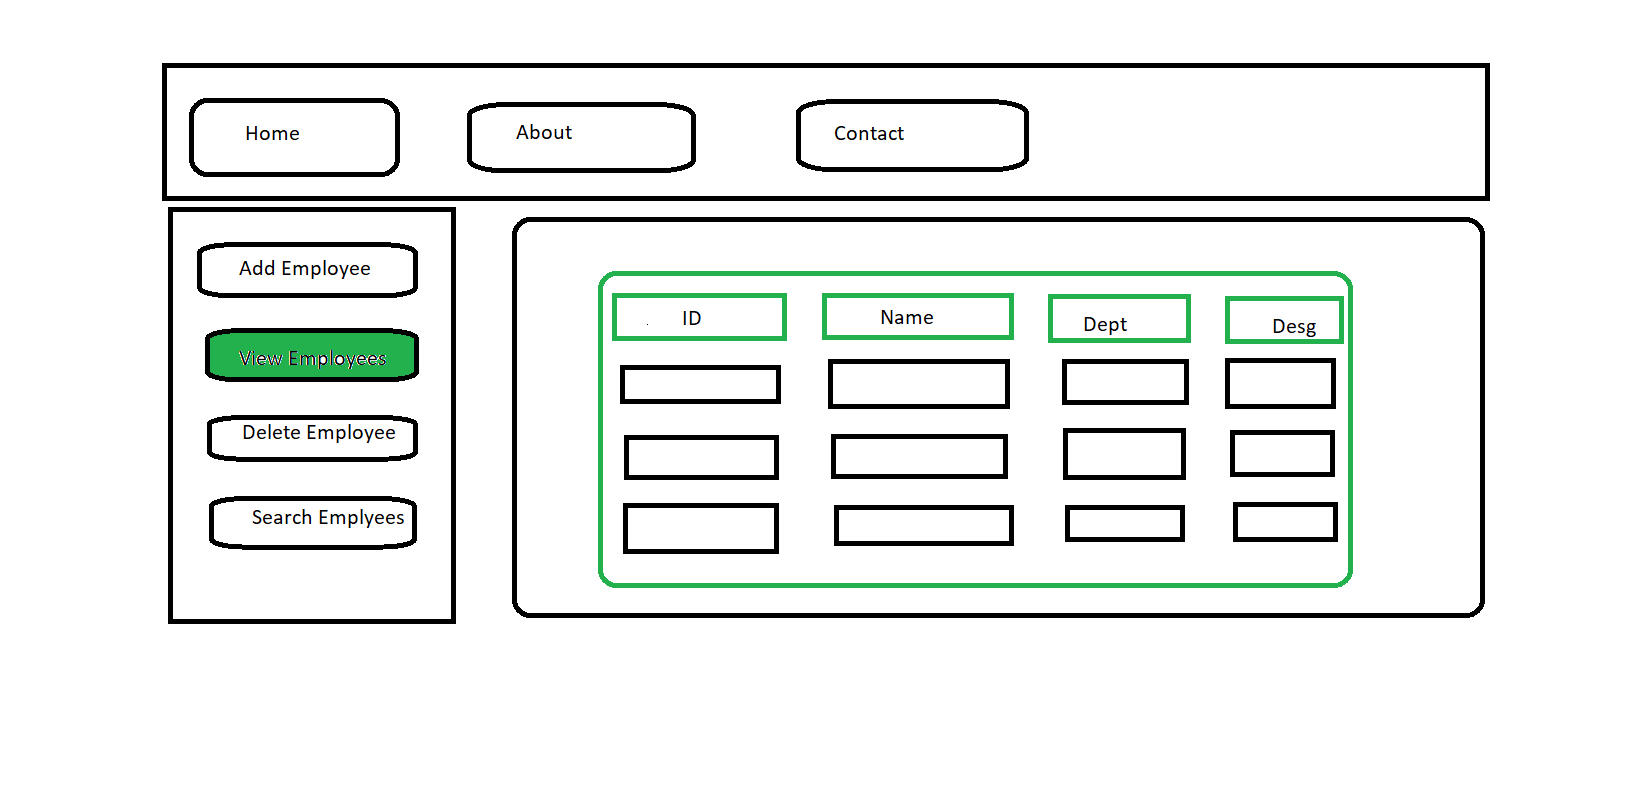 Home
About
Contact
Add Employee
View Employees
Delete Employee
Search Emplyees
ID
Name
Dept
Desg